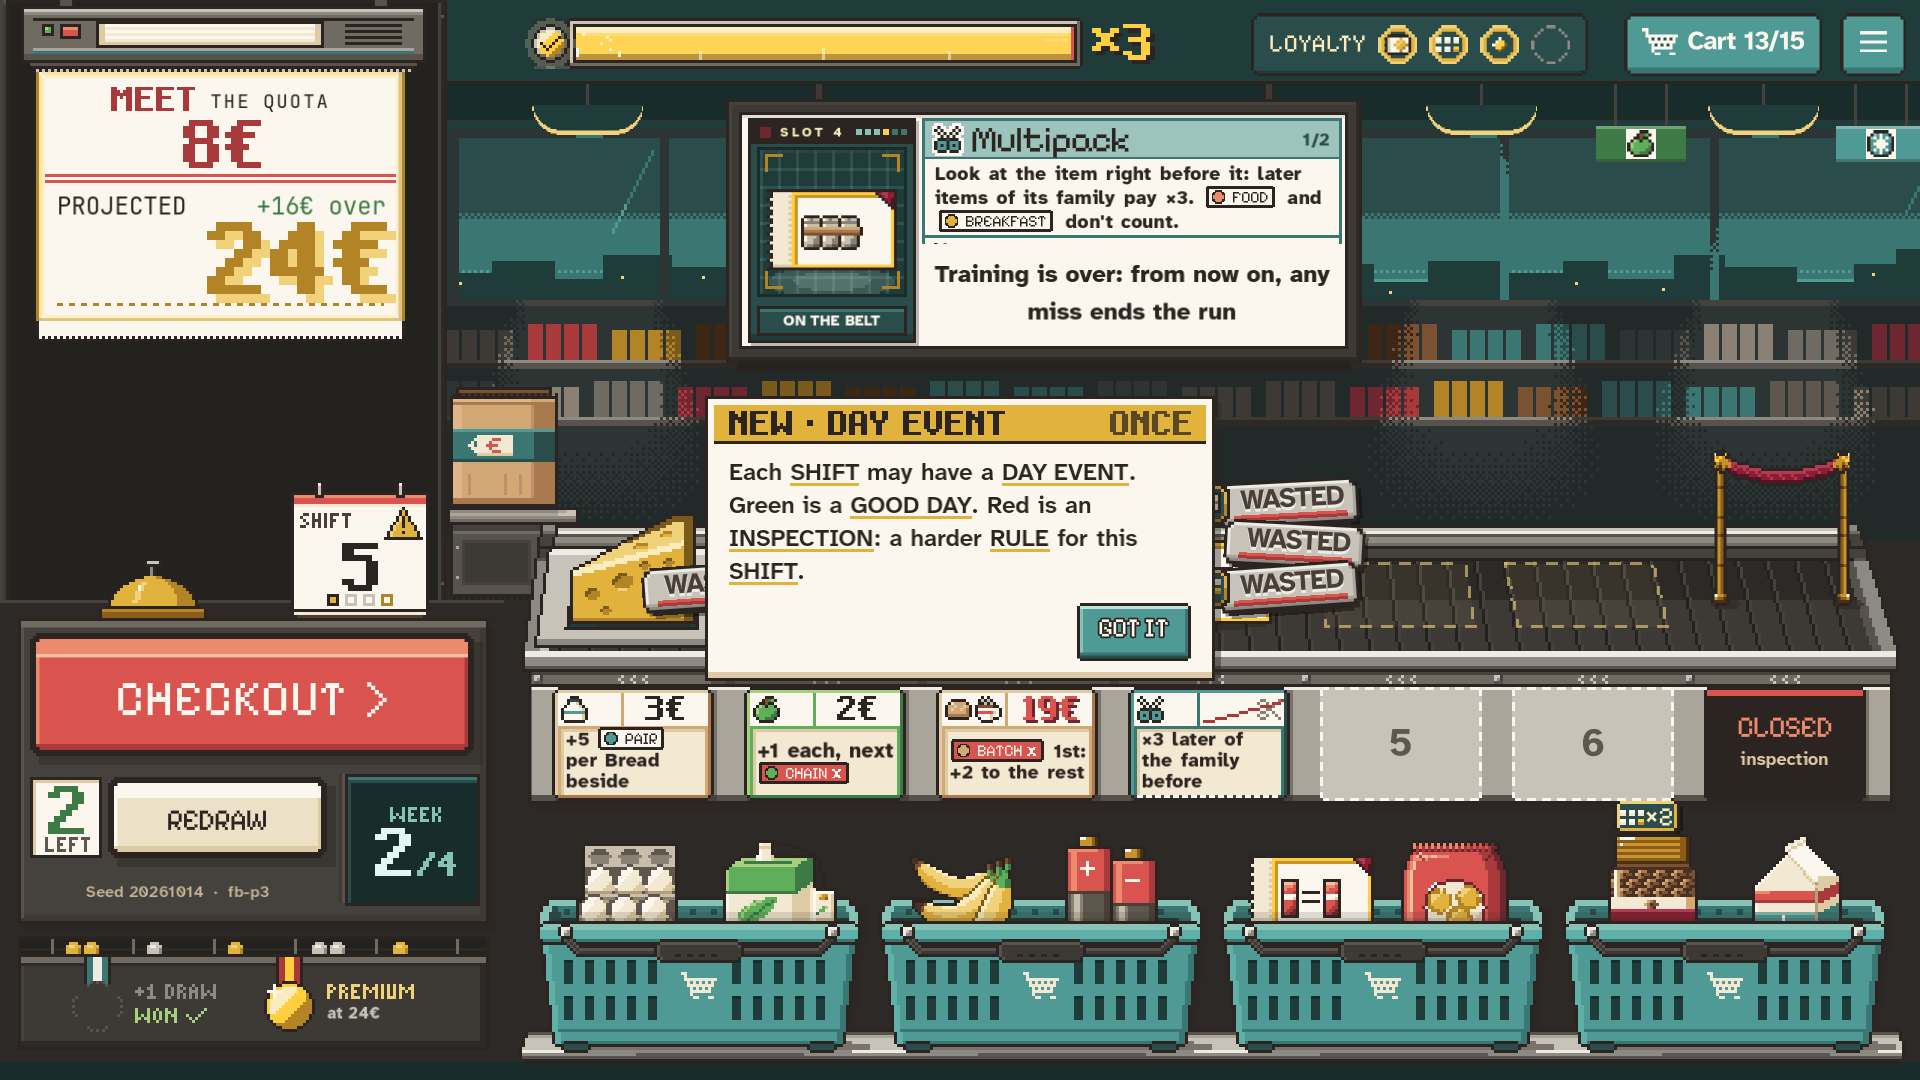 ×3
LOYALTY
Cart 13/15
MEET THE QUOTA
8€
PROJECTED
+16€ over
24€
SLOT 4
ON THE BELT
Multipack
1/2
Look at the item right before it: later
items of its family pay ×3. FOOD and
BREAKFAST don't count.
Training is over: from now on, any
miss ends the run
NEW · DAY EVENT
ONCE
Each SHIFT may have a DAY EVENT.
Green is a GOOD DAY. Red is an
INSPECTION: a harder RULE for this
SHIFT.
GOT IT
€
SHIFT
5
WASTED
WASTED
WASTED
CHECKOUT >
2
LEFT
REDRAW
WEEK
2/4
Seed 20261014 · fb-p3
+1 DRAW
WON
PREMIUM
at 24€
3€
+5 PAIR
per Bread
beside
2€
+1 each, next
CHAIN x
19€
BATCH x 1st:
+2 to the rest
×3 later of
the family
before
5
6
CLOSED
inspection
×2